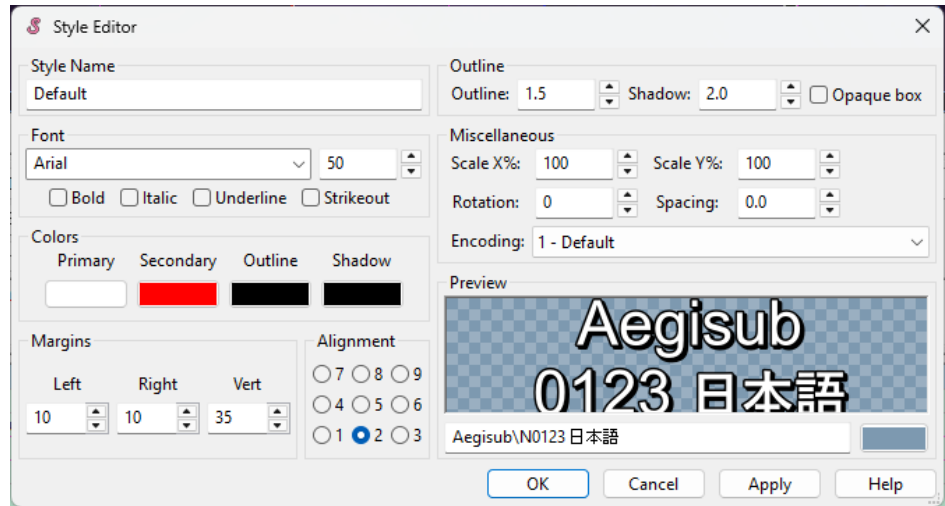 Style Editor
Style Name
Default
Font
Arial
50
Bold Italic Underline Strikeout
Colors
Primary Secondary Outline Shadow
Margins
Left Right Vert
10 10 35
Alignment
7 8 9
4 5 6
1 2 3
Outline
Outline: 1.5 Shadow: 2.0 Opaque box
Miscellaneous
Scale X%: 100 Scale Y%: 100
Rotation: 0 Spacing: 0.0
Encoding: 1 - Default
Preview
Aegisub
0123 日本語
Aegisub\N0123 日本語
OK Cancel Apply Help